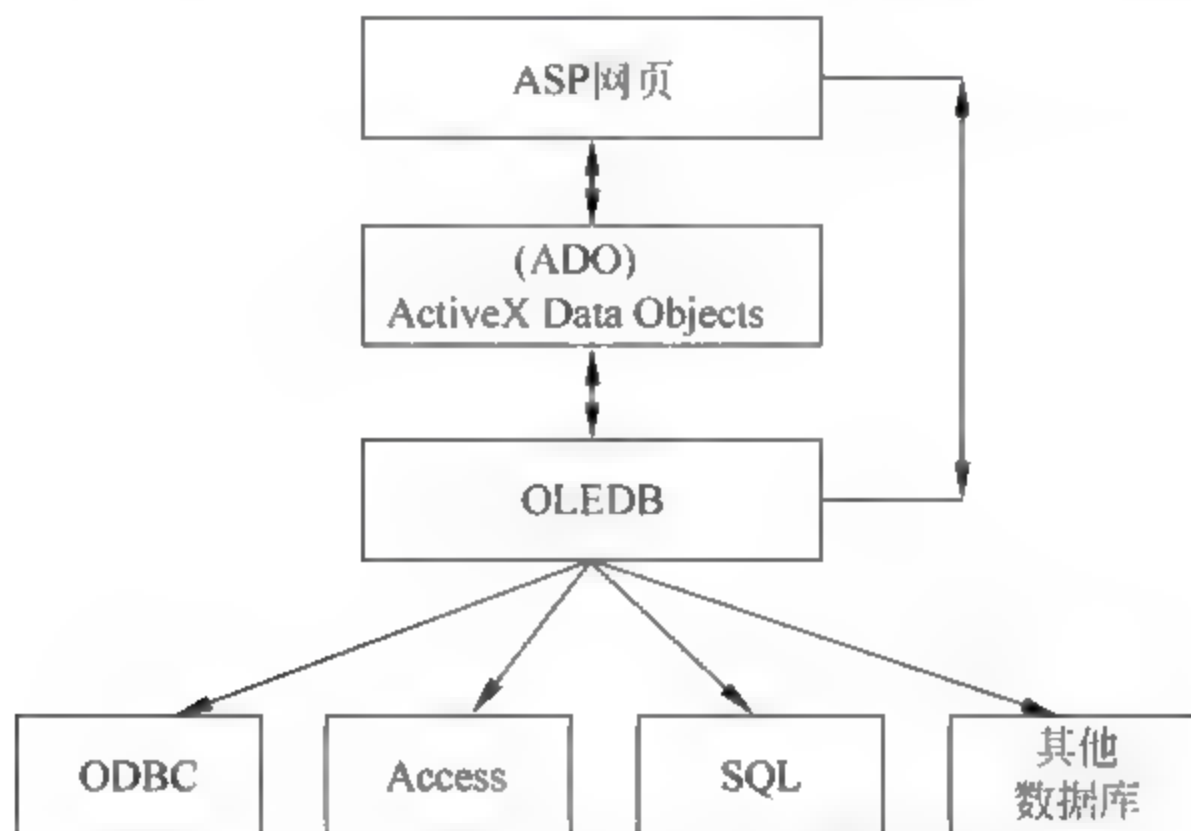 ASP网页
(ADO)
ActiveX Data Objects
OLEDB
ODBC
Access
SQL
其他
数据库